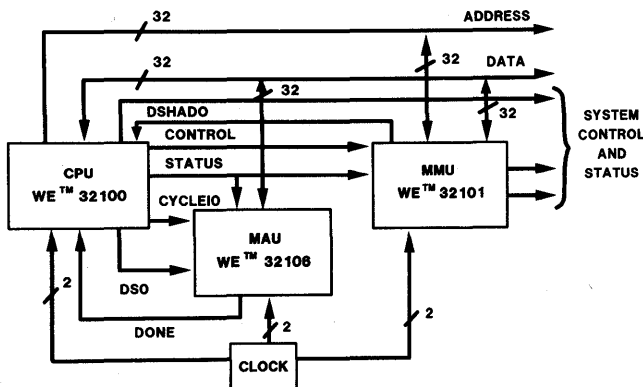 32
ADDRESS
32
32
DATA
32
32
DSHADO
CONTROL
STATUS
CYCLEIO
SYSTEM
CONTROL
AND
STATUS
CPU
WE™ 32100
MMU
WE™ 32101
MAU
WE™ 32106
DSO
DONE
2
2
2
CLOCK